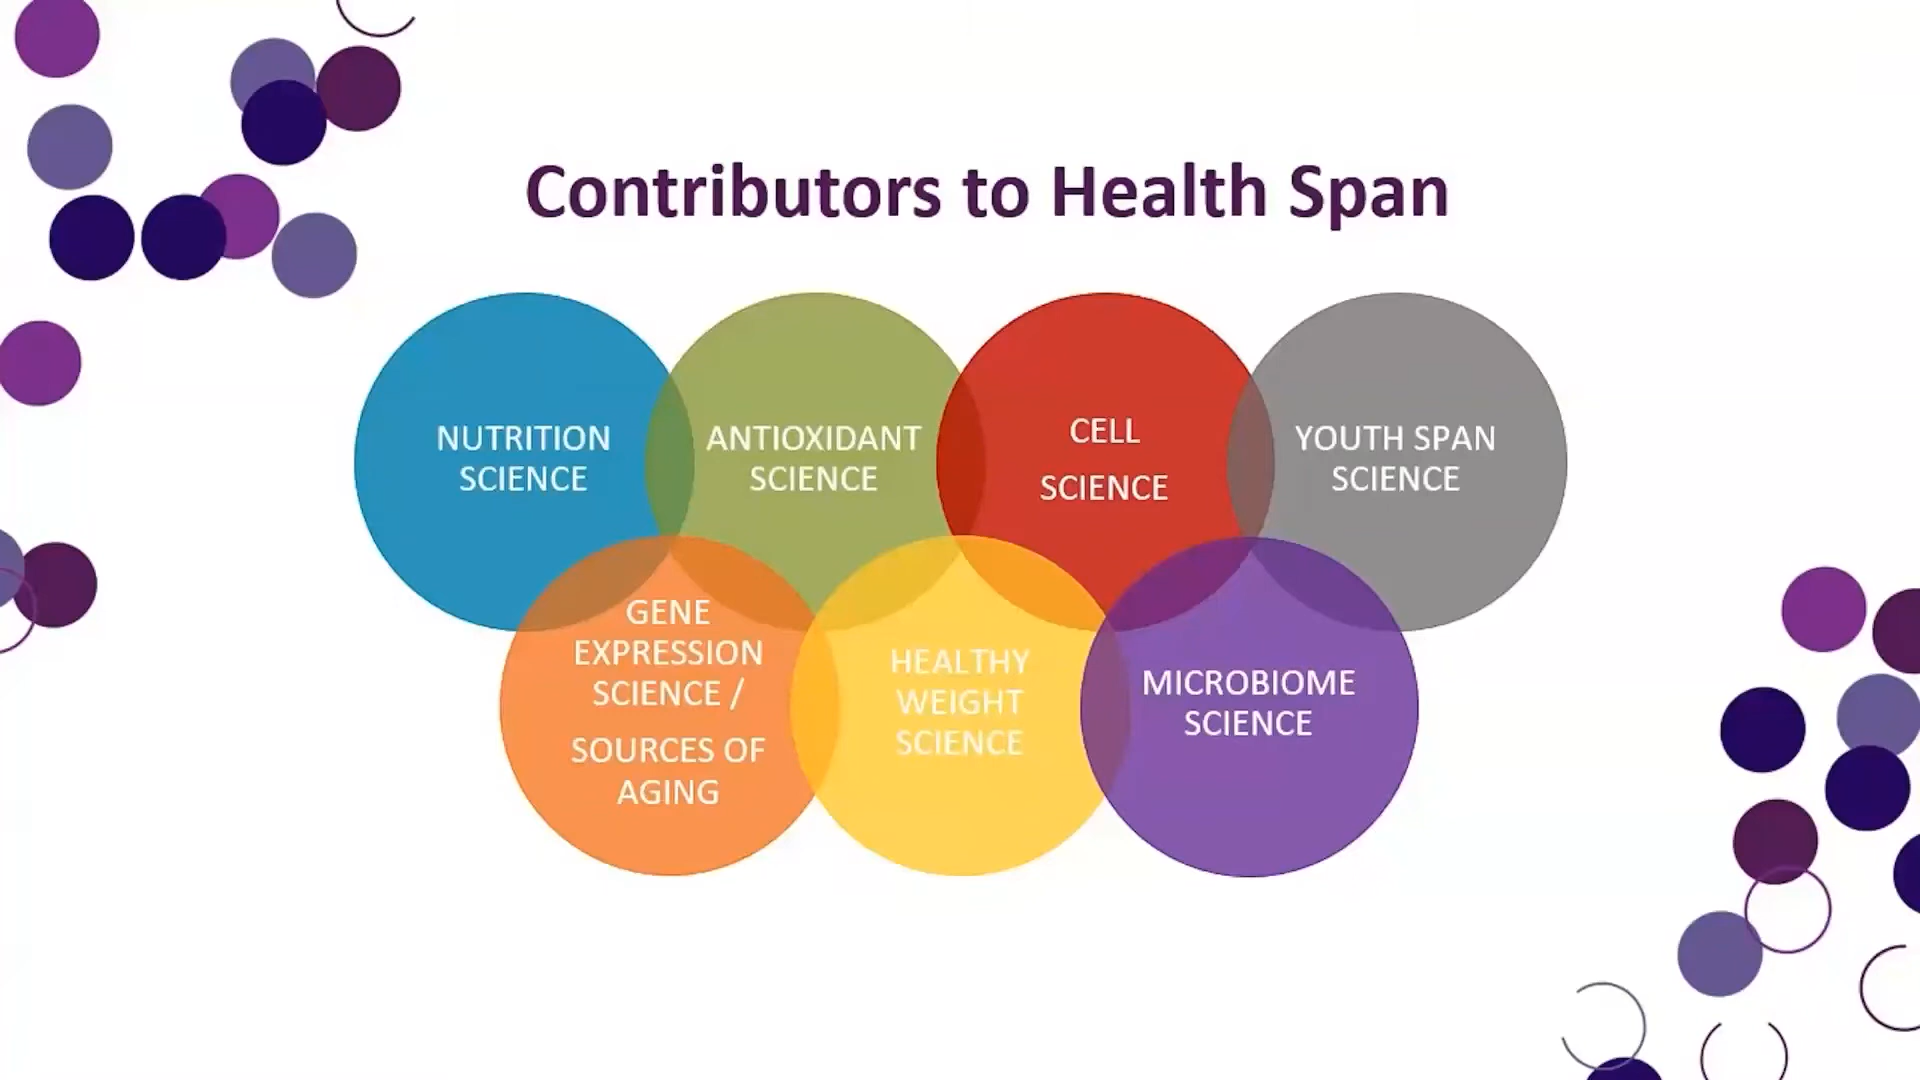 Contributors to Health Span
NUTRITION
SCIENCE
ANTIOXIDANT
SCIENCE
CELL
SCIENCE
YOUTH SPAN
SCIENCE
GENE
EXPRESSION
SCIENCE /
SOURCES OF
AGING
HEALTHY
WEIGHT
SCIENCE
MICROBIOME
SCIENCE